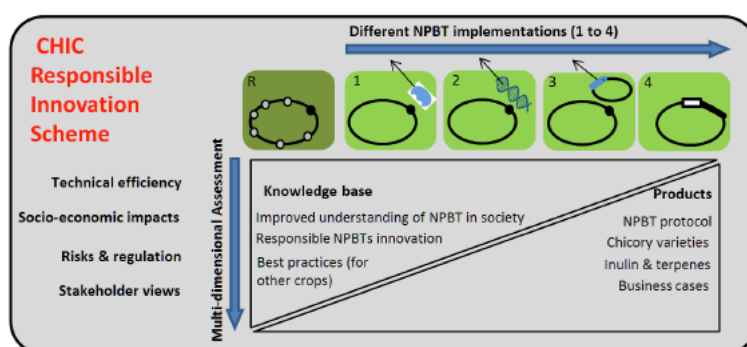 CHIC
Responsible
Innovation
Scheme
Different NPBT implementations (1 to 4)
R
1
2
3
4
Technical efficiency
Socio-economic impacts
Risks & regulation
Stakeholder views
Multi-dimensional Assessment
Knowledge base
Improved understanding of NPBT in society
Responsible NPBTs innovation
Best practices (for
other crops)
Products
NPBT protocol
Chicory varieties
Inulin & terpenes
Business cases